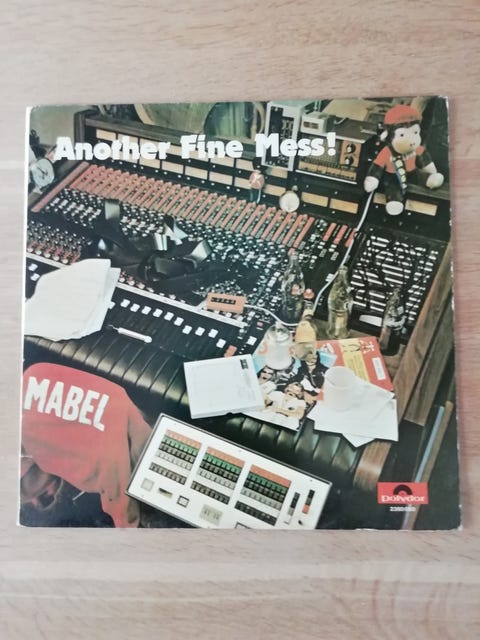 Another Fine Mess!
MABEL
polydor